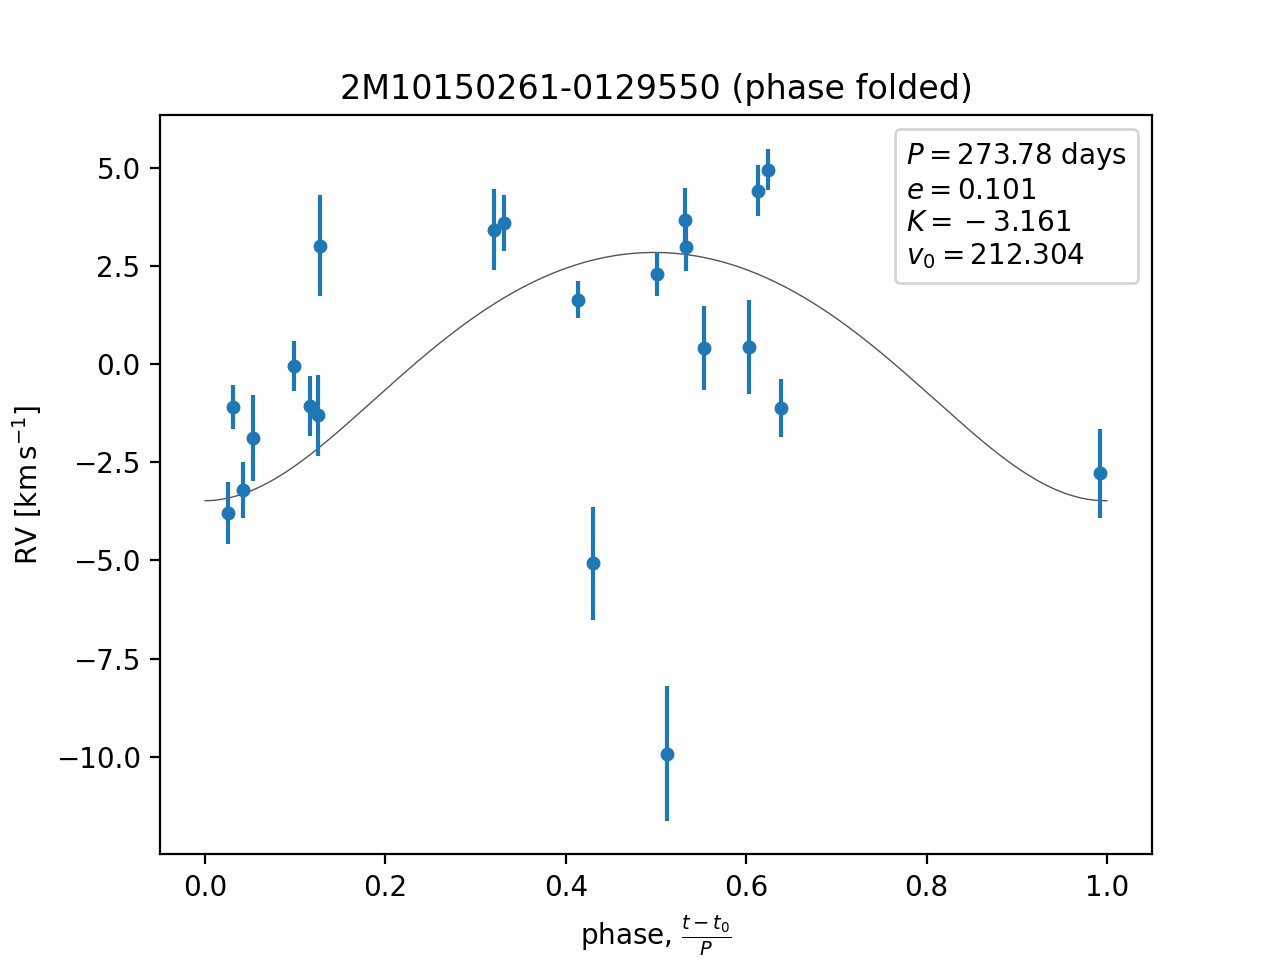 2M10150261-0129550 (phase folded)
P = 273.78 days
e = 0.101
K = −3.161
v₀ = 212.304
5.0
2.5
0.0
−2.5
−5.0
−7.5
−10.0
RV [km s⁻¹]
0.0 0.2 0.4 0.6 0.8 1.0
phase, (t − t₀)/P